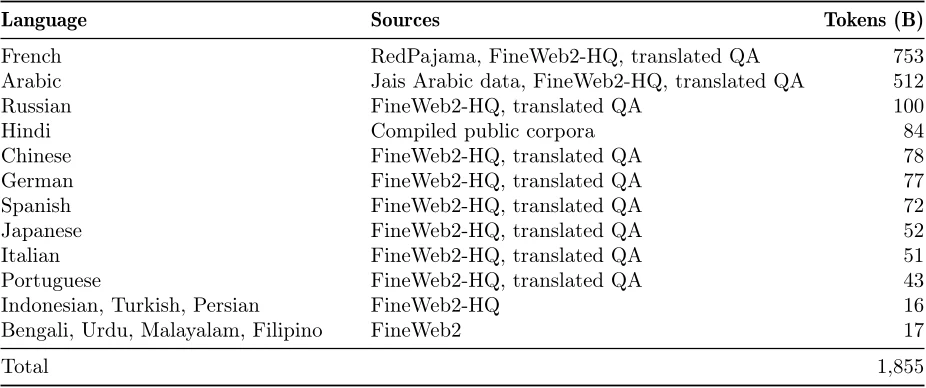 Language Sources Tokens (B)
French RedPajama, FineWeb2-HQ, translated QA 753
Arabic Jais Arabic data, FineWeb2-HQ, translated QA 512
Russian FineWeb2-HQ, translated QA 100
Hindi Compiled public corpora 84
Chinese FineWeb2-HQ, translated QA 78
German FineWeb2-HQ, translated QA 77
Spanish FineWeb2-HQ, translated QA 72
Japanese FineWeb2-HQ, translated QA 52
Italian FineWeb2-HQ, translated QA 51
Portuguese FineWeb2-HQ, translated QA 43
Indonesian, Turkish, Persian FineWeb2-HQ 16
Bengali, Urdu, Malayalam, Filipino FineWeb2 17
Total 1,855